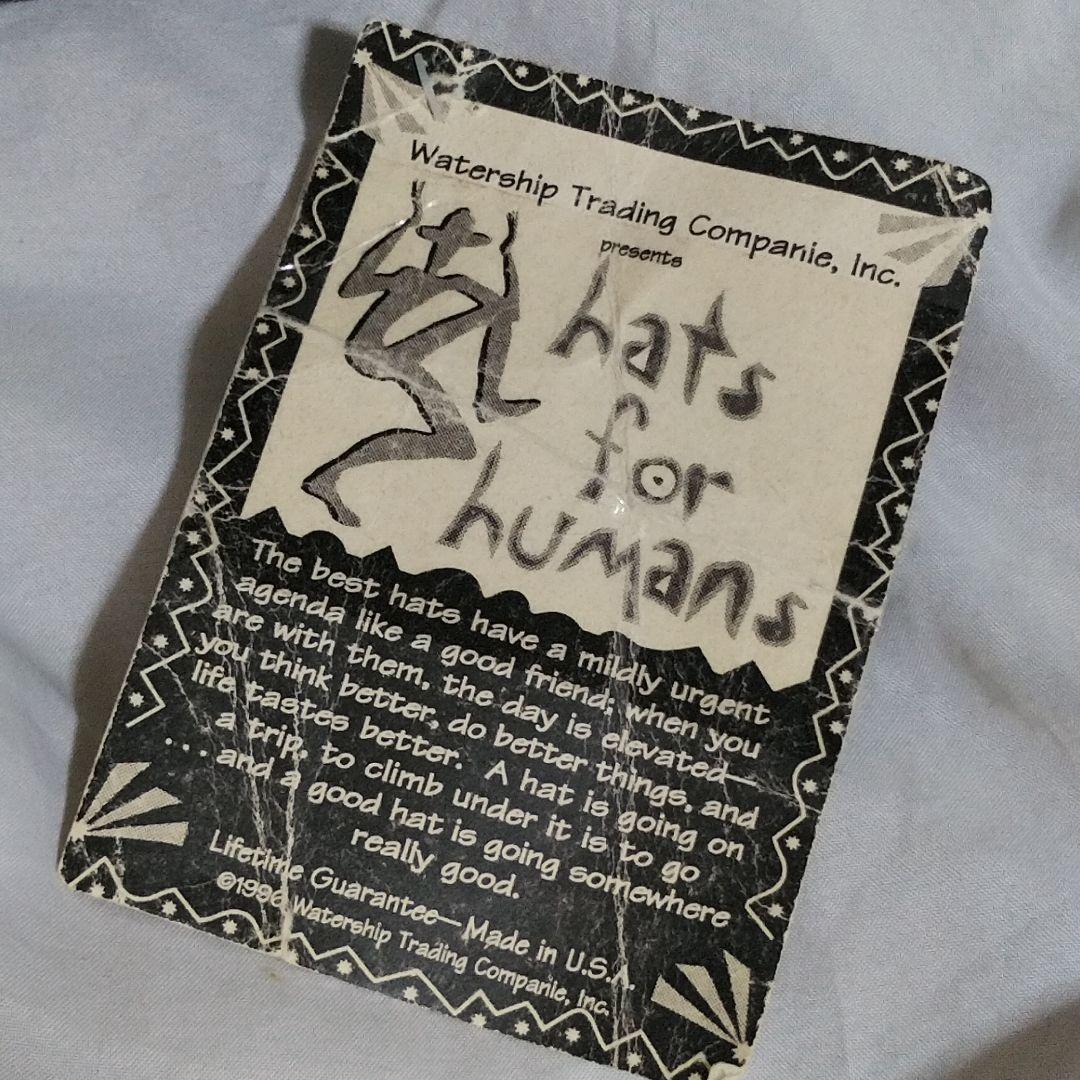 Watership Trading Companie, Inc.
presents
hats
for
humans
The best hats have a mildly urgent
agenda like a good friend; when you
are with them, the day is elevated—
you think better, do better things, and
life tastes better. A hat is going on
a trip, to climb under it is to go
. . . and a good hat is going somewhere
really good.
Lifetime Guarantee—Made in U.S.A.
©1996 Watership Trading Companie, Inc.